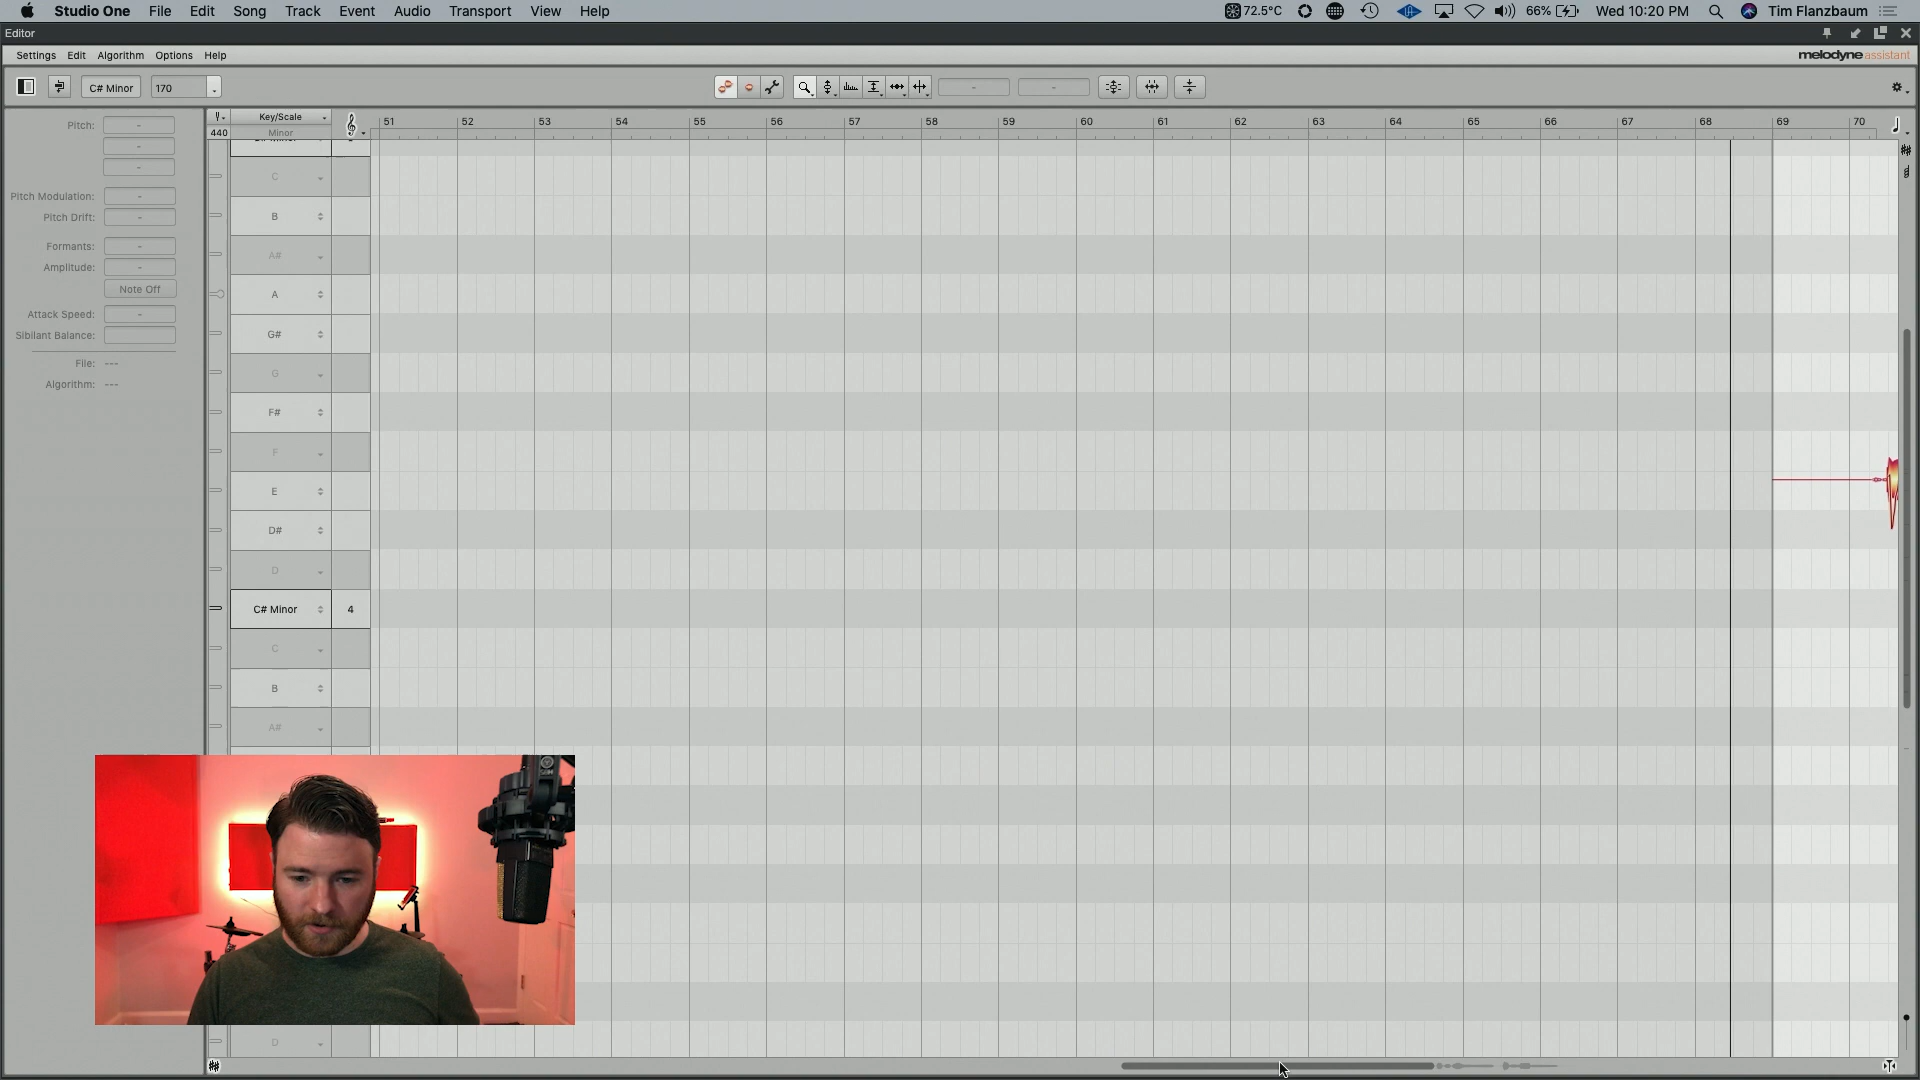 Studio One File Edit Song Track Event Audio Transport View Help 72.5°C 66% Wed 10:20 PM Tim Flanzbaum
Editor
Settings Edit Algorithm Options Help melodyne assistant
C# Minor 170 - -
Key/Scale 51 52 53 54 55 56 57 58 59 60 61 62 63 64 65 66 67 68 69 70
440 Minor
Pitch: -
-
-
C
Pitch Modulation: -
Pitch Drift: -
B
Formants: -
A#
Amplitude: -
Note Off
A
Attack Speed: -
Sibilant Balance:
G#
File: ---
G
Algorithm: ---
F#
F
E
D#
D
C# Minor 4
C
B
A#
D